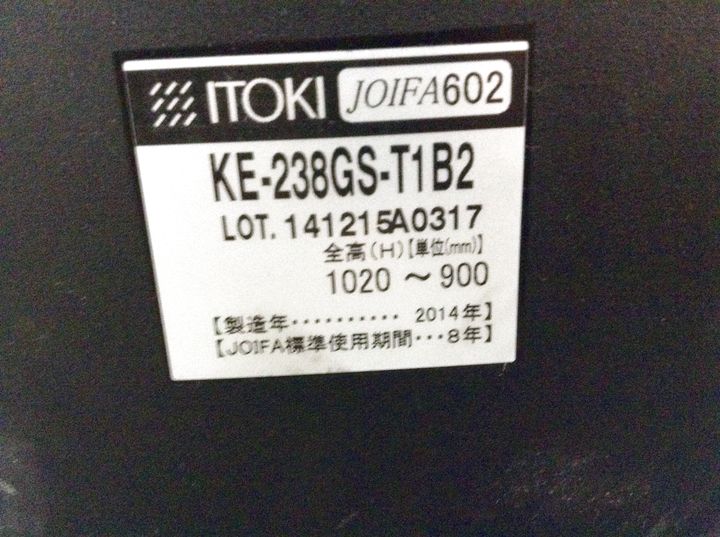 ITOKI JOIFA602
KE-238GS-T1B2
LOT. 141215A0317
全高(H)【単位(mm)】
1020 ～ 900
【製造年・・・・・・・・・・ 2014年】
【JOIFA標準使用期間・・・8年】